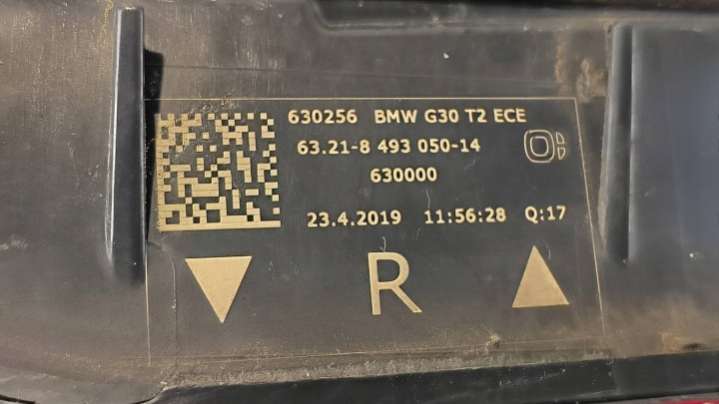 630256 BMW G30 T2 ECE
63.21-8 493 050-14
630000
23.4.2019 11:56:28 Q:17
R